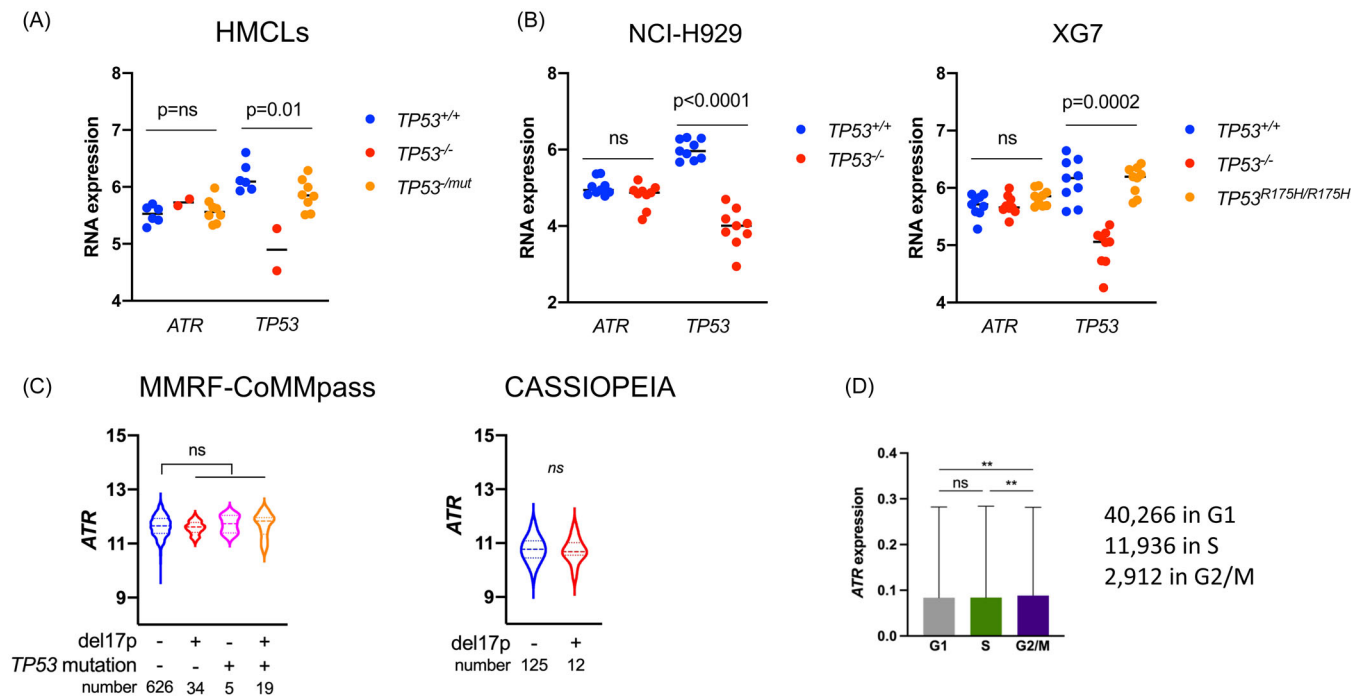 (A)
HMCLs
RNA expression
8
7
6
5
4
p=ns
p=0.01
TP53+/+
TP53-/-
TP53-/mut
ATR
TP53
(B)
NCI-H929
RNA expression
8
6
4
2
ns
p<0.0001
TP53+/+
TP53-/-
ATR
TP53
XG7
RNA expression
8
7
6
5
4
ns
p=0.0002
TP53+/+
TP53-/-
TP53R175H/R175H
ATR
TP53
(C)
MMRF-CoMMpass
ATR
15
13
11
9
ns
del17p - + - +
TP53 mutation - - + +
number 626 34 5 19
CASSIOPEIA
ATR
15
13
11
9
ns
del17p - +
number 125 12
(D)
ATR expression
0.4
0.3
0.2
0.1
0.0
**
ns
**
G1 S G2/M
40,266 in G1
11,936 in S
2,912 in G2/M